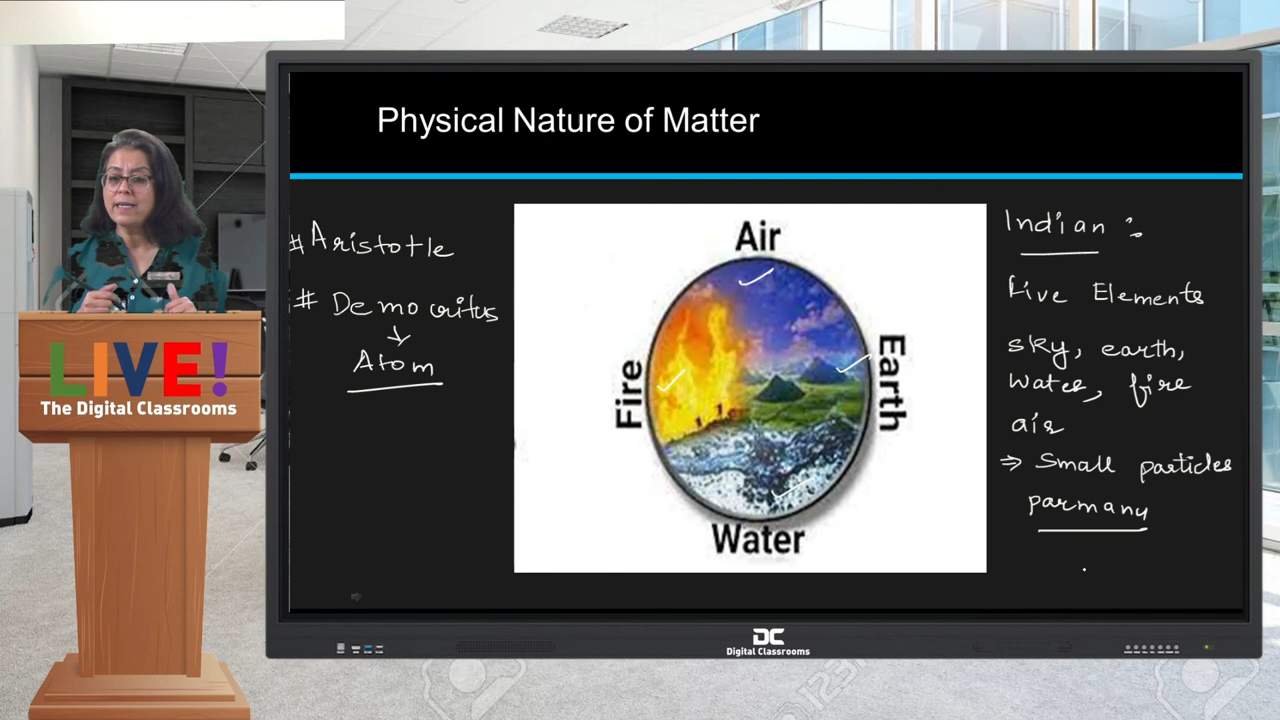 Physical Nature of Matter
# Aristotle
# Democritus
Atom
Air
Fire
Earth
Water
Indian :
Five Elements
Sky, earth,
Water, fire
air
⇒ Small particles
parmanu
LIVE!
The Digital Classrooms
DC
Digital Classrooms